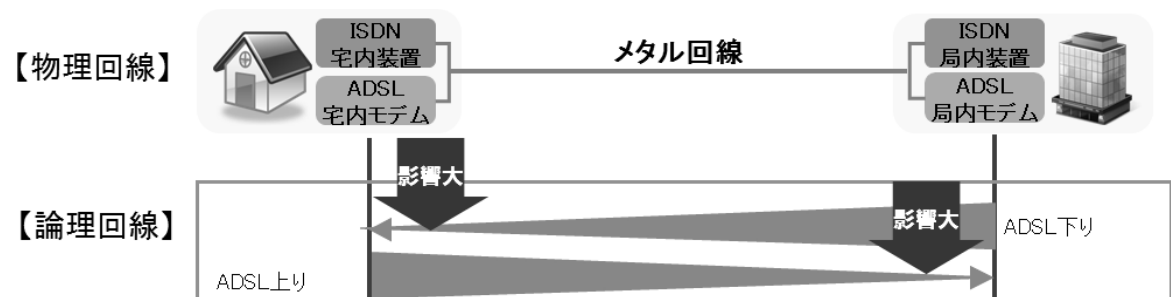 【物理回線】
ISDN
宅内装置
ADSL
宅内モデム
メタル回線
ISDN
局内装置
ADSL
局内モデム
影響大
影響大
【論理回線】
ADSL下り
ADSL上り